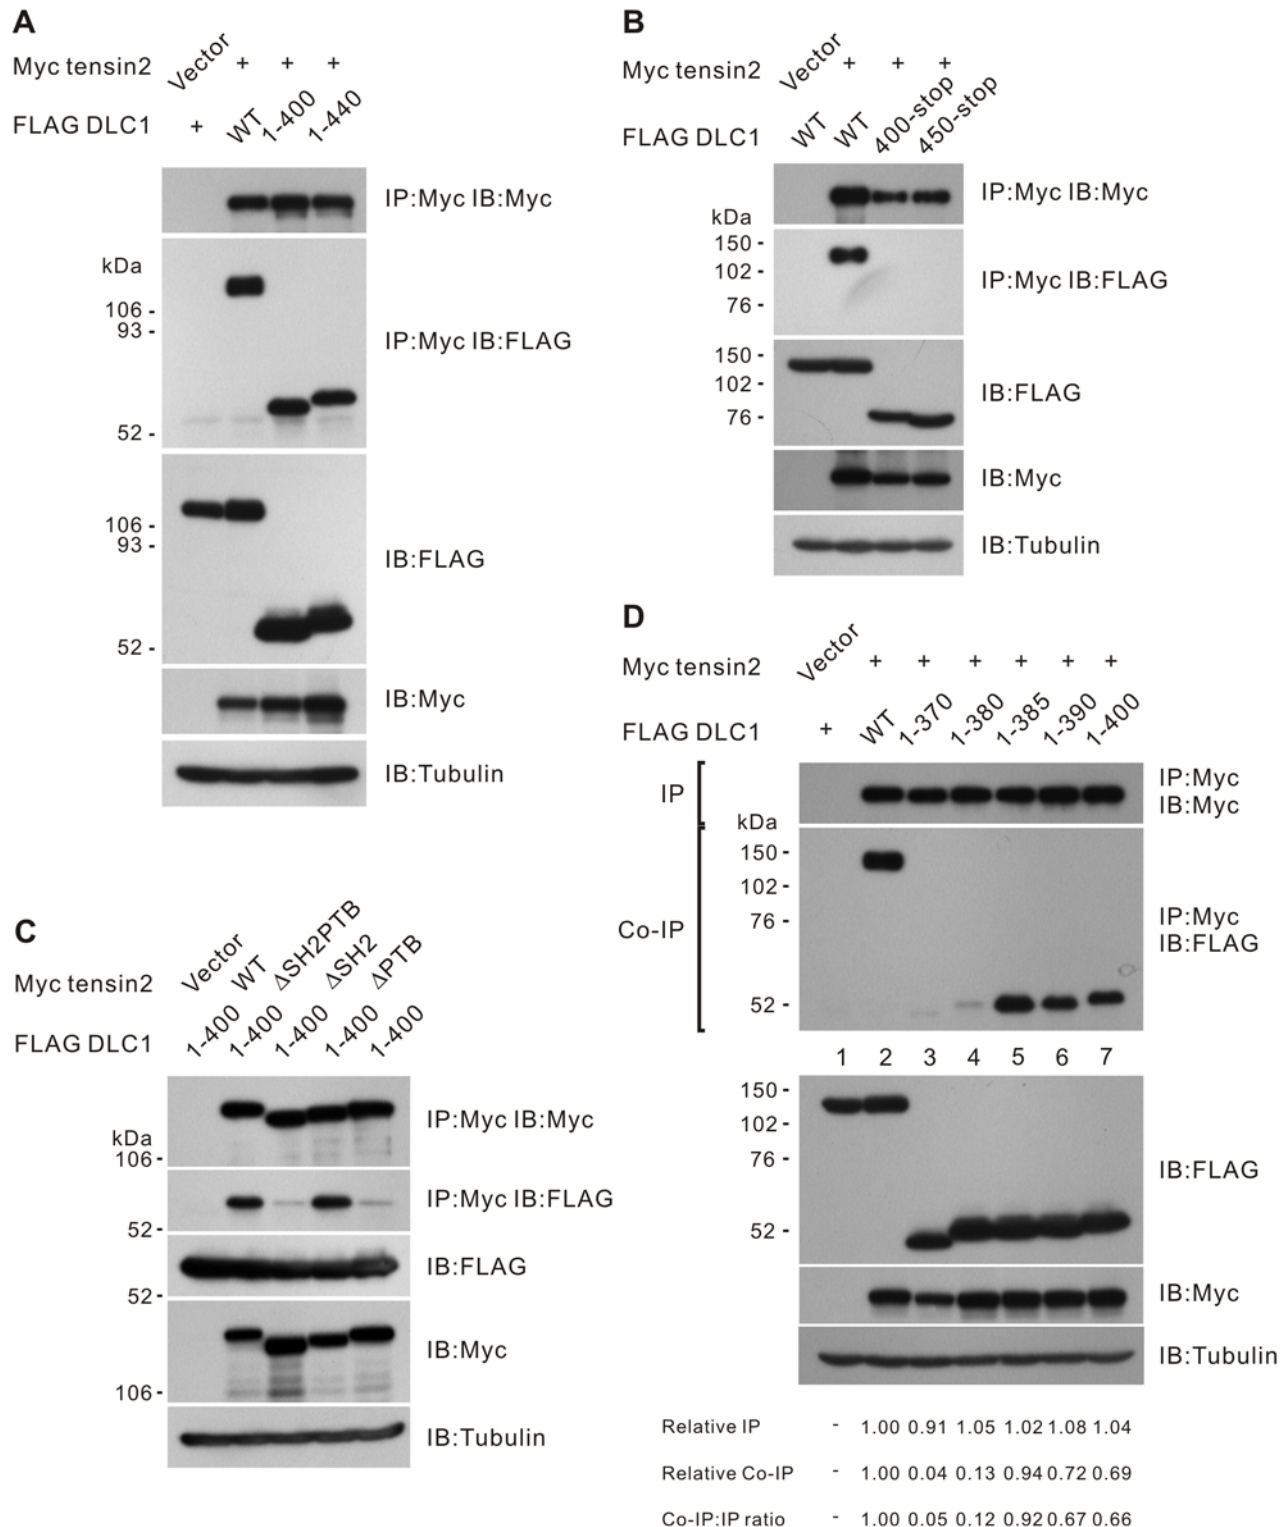 A
Myc tensin2 Vector + + +
FLAG DLC1 + WT 1-400 1-440
IP:Myc IB:Myc
kDa
106 -
93 -
IP:Myc IB:FLAG
52 -
106 -
93 -
IB:FLAG
52 -
IB:Myc
IB:Tubulin
B
Myc tensin2 Vector + + +
FLAG DLC1 WT WT 400-stop 450-stop
IP:Myc IB:Myc
kDa
150 -
102 -
IP:Myc IB:FLAG
76 -
150 -
102 -
IB:FLAG
76 -
IB:Myc
IB:Tubulin
C
Myc tensin2 Vector WT ΔSH2PTB ΔSH2 ΔPTB
FLAG DLC1 1-400 1-400 1-400 1-400 1-400
IP:Myc IB:Myc
kDa
106 -
IP:Myc IB:FLAG
52 -
IB:FLAG
52 -
IB:Myc
106 -
IB:Tubulin
D
Myc tensin2 Vector + + + + + +
FLAG DLC1 + WT 1-370 1-380 1-385 1-390 1-400
IP
IP:Myc
IB:Myc
kDa
150 -
102 -
76 -
Co-IP
IP:Myc
IB:FLAG
52 -
1 2 3 4 5 6 7
150 -
102 -
76 -
IB:FLAG
52 -
IB:Myc
IB:Tubulin
Relative IP - 1.00 0.91 1.05 1.02 1.08 1.04
Relative Co-IP - 1.00 0.04 0.13 0.94 0.72 0.69
Co-IP:IP ratio - 1.00 0.05 0.12 0.92 0.67 0.66